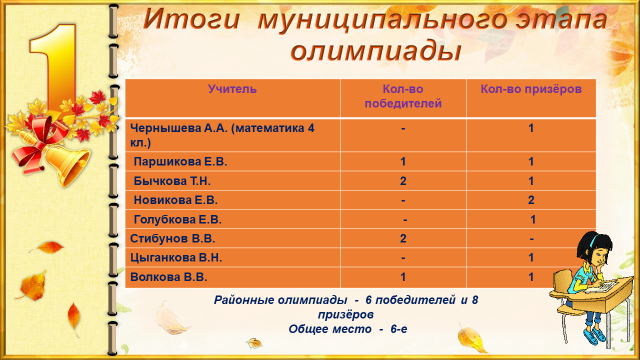 1
Итоги муниципального этапа
олимпиады
Учитель Кол-во победителей Кол-во призёров
Чернышева А.А. (математика 4 кл.) - 1
Паршикова Е.В. 1 1
Бычкова Т.Н. 2 1
Новикова Е.В. - 2
Голубкова Е.В. - 1
Стибунов В.В. 2 -
Цыганкова В.Н. - 1
Волкова В.В. 1 1
Районные олимпиады - 6 победителей и 8
призёров
Общее место - 6-е